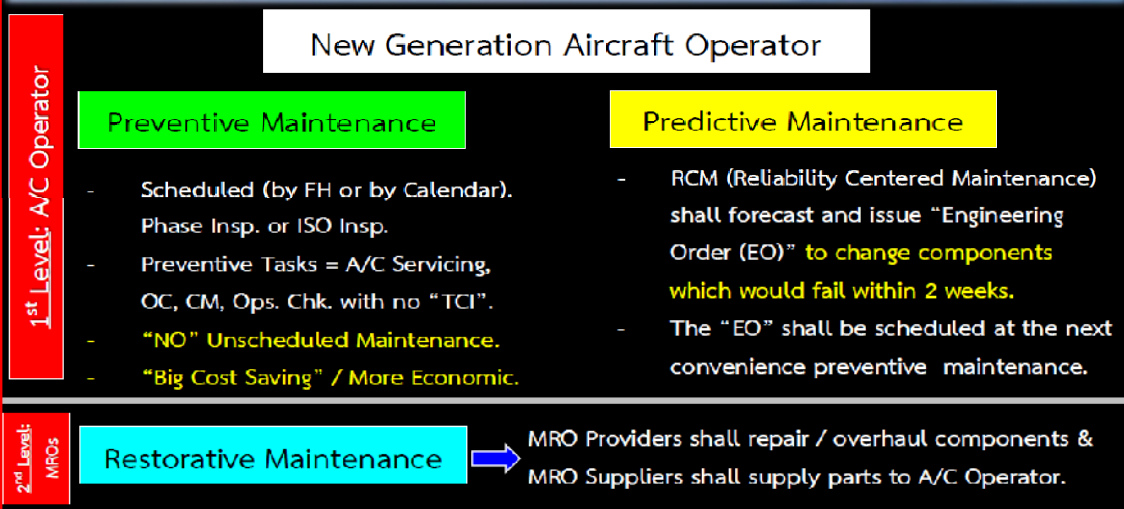 New Generation Aircraft Operator
1st Level: A/C Operator
Preventive Maintenance
- Scheduled (by FH or by Calendar).
Phase Insp. or ISO Insp.
- Preventive Tasks = A/C Servicing,
OC, CM, Ops. Chk. with no “TCI”.
- “NO” Unscheduled Maintenance.
- “Big Cost Saving” / More Economic.
Predictive Maintenance
- RCM (Reliability Centered Maintenance)
shall forecast and issue “Engineering
Order (EO)” to change components
which would fail within 2 weeks.
- The “EO” shall be scheduled at the next
convenience preventive maintenance.
2nd Level:
MROs
Restorative Maintenance
MRO Providers shall repair / overhaul components &
MRO Suppliers shall supply parts to A/C Operator.